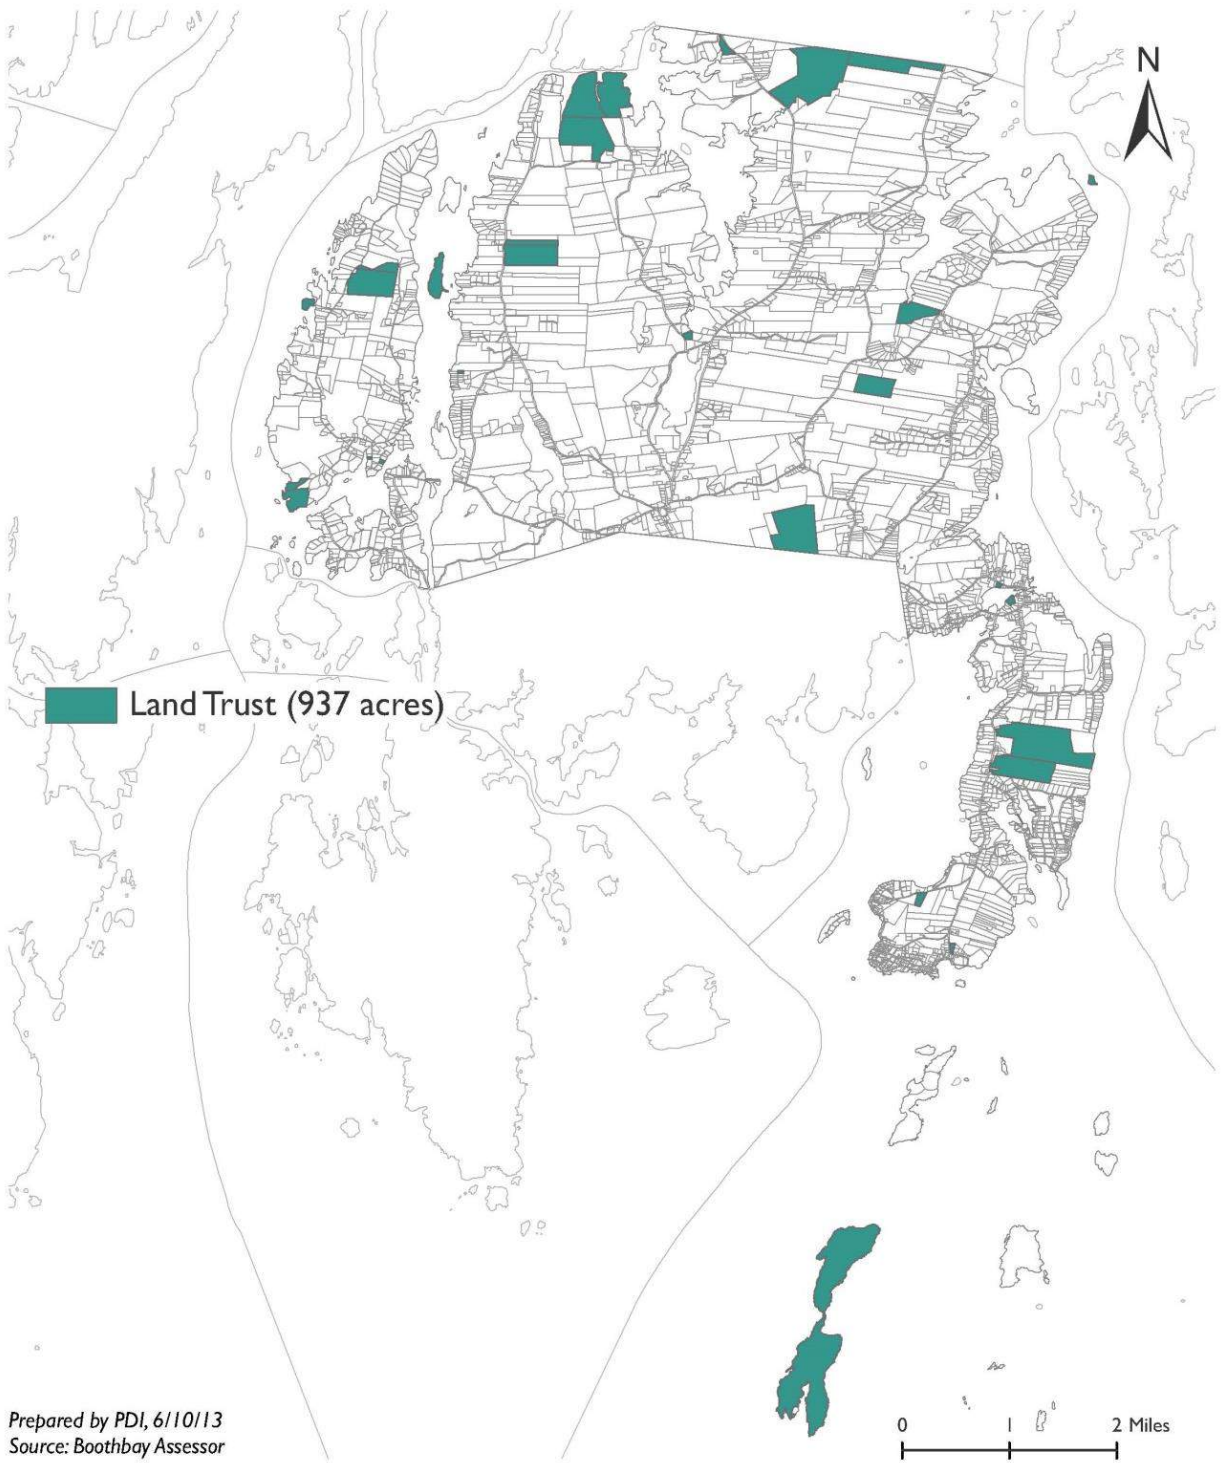 N
Land Trust (937 acres)
Prepared by PDI, 6/10/13
Source: Boothbay Assessor
0 1 2 Miles